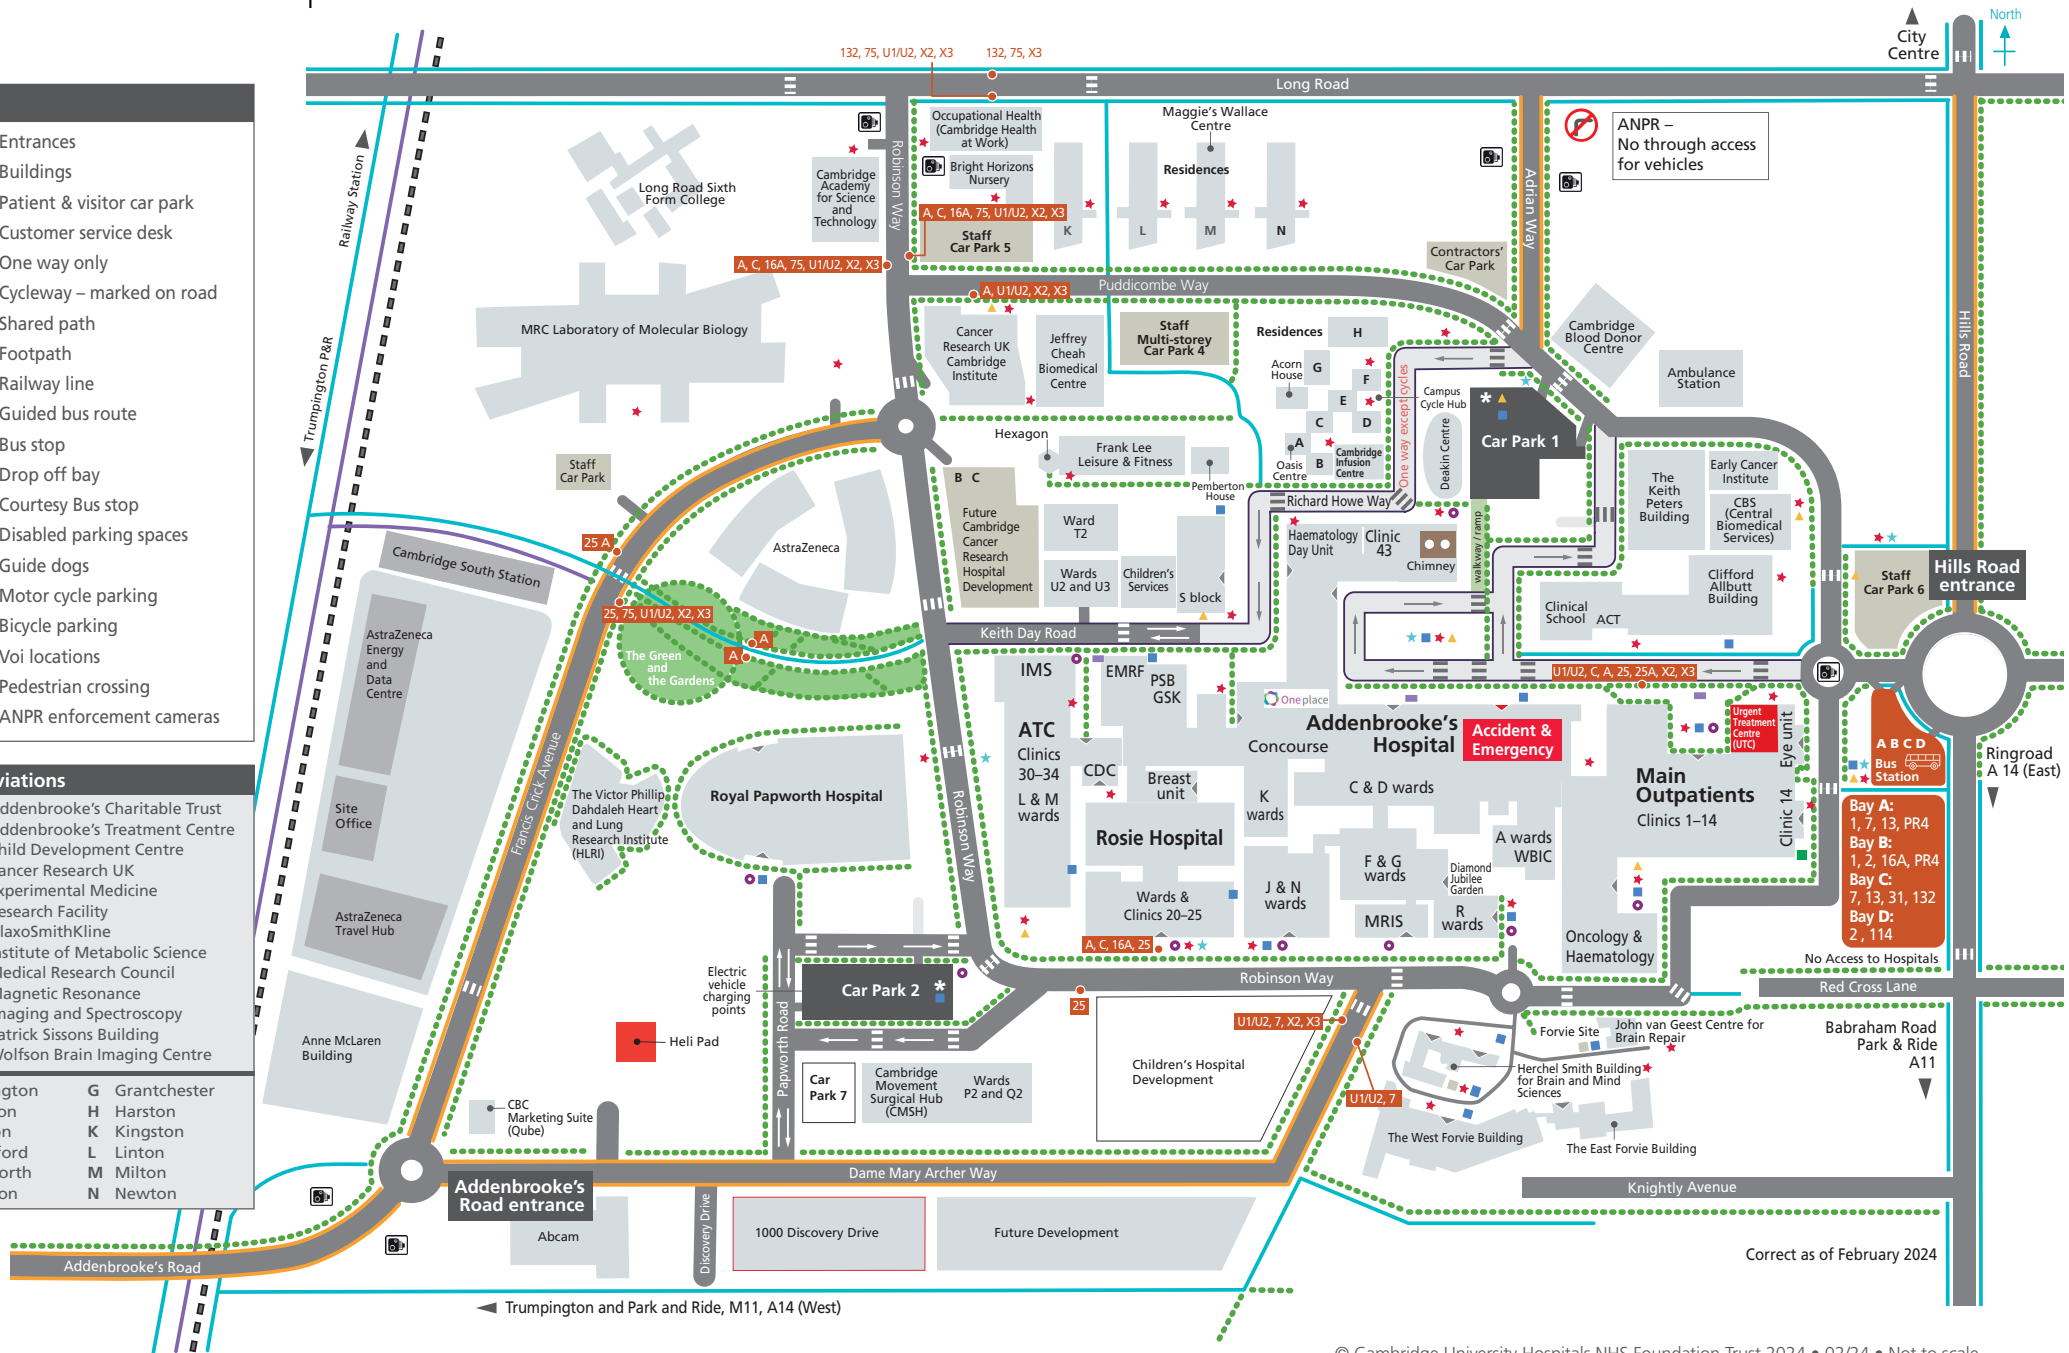 132, 75, U1/U2, X2, X3
132, 75, X3
City
Centre
North
Long Road
Entrances
Buildings
Patient & visitor car park
Customer service desk
One way only
Cycleway – marked on road
Shared path
Footpath
Railway line
Guided bus route
Bus stop
Drop off bay
Courtesy Bus stop
Disabled parking spaces
Guide dogs
Motor cycle parking
Bicycle parking
Voi locations
Pedestrian crossing
ANPR enforcement cameras
viations
ddenbrooke's Charitable Trust
ddenbrooke's Treatment Centre
hild Development Centre
ancer Research UK
xperimental Medicine
esearch Facility
laxoSmithKline
nstitute of Metabolic Science
Medical Research Council
Magnetic Resonance
maging and Spectroscopy
atrick Sissons Building
Wolfson Brain Imaging Centre
gton
on
on
ford
orth
on
G Grantchester
H Harston
K Kingston
L Linton
M Milton
N Newton
Railway Station
Trumpington P&R
Long Road Sixth
Form College
Cambridge
Academy
for Science
and
Technology
Robinson Way
Occupational Health
(Cambridge Health
at Work)
Bright Horizons
Nursery
A, C, 16A, 75, U1/U2, X2, X3
Staff
Car Park 5
A, C, 16A, 75, U1/U2, X2, X3
Maggie's Wallace
Centre
Residences
K
L
M
N
Adrian Way
ANPR –
No through access
for vehicles
Contractors'
Car Park
Hills Road
Puddicombe Way
A, U1/U2, X2, X3
MRC Laboratory of Molecular Biology
Cancer
Research UK
Cambridge
Institute
Jeffrey
Cheah
Biomedical
Centre
Staff
Multi-storey
Car Park 4
Residences
H
Acorn
House
G
F
E
C
D
A
B
Oasis
Centre
Cambridge
Infusion
Centre
One way except cycles
Campus
Cycle Hub
Deakin Centre
*
Car Park 1
Cambridge
Blood Donor
Centre
Ambulance
Station
Hexagon
Frank Lee
Leisure & Fitness
Pemberton
House
Richard Howe Way
Staff
Car Park
B C
Future
Cambridge
Cancer
Research
Hospital
Development
Ward
T2
Wards
U2 and U3
Children's
Services
S block
Haematology
Day Unit
Clinic
43
Chimney
walkway / ramp
The
Keith
Peters
Building
Early Cancer
Institute
CBS
(Central
Biomedical
Services)
Clinical
School
ACT
Clifford
Allbutt
Building
Staff
Car Park 6
Hills Road
entrance
AstraZeneca
25 A
25, 75, U1/U2, X2, X3
A
A
The Green
and
the Gardens
Cambridge South Station
AstraZeneca
Energy
and
Data
Centre
Site
Office
AstraZeneca
Travel Hub
Anne McLaren
Building
Francis Crick Avenue
Keith Day Road
IMS
EMRF
PSB
GSK
ATC
Clinics
30–34
L & M
wards
CDC
Breast
unit
Rosie Hospital
Wards &
Clinics 20–25
Oneplace
Concourse
Addenbrooke's
Hospital
Accident &
Emergency
U1/U2, C, A, 25, 25A, X2, X3
C & D wards
K
wards
A wards
WBIC
F & G
wards
J & N
wards
Diamond
Jubilee
Garden
R
wards
MRIS
Urgent
Treatment
Centre
(UTC)
Eye unit
Main
Outpatients
Clinics 1–14
Clinic 14
Oncology &
Haematology
A B C D
Bus
Station
Bay A:
1, 7, 13, PR4
Bay B:
1, 2, 16A, PR4
Bay C:
7, 13, 31, 132
Bay D:
2 , 114
Ringroad
A 14 (East)
No Access to Hospitals
Red Cross Lane
Babraham Road
Park & Ride
A11
The Victor Phillip
Dahdaleh Heart
and Lung
Research Institute
(HLRI)
Royal Papworth Hospital
Robinson Way
A, C, 16A, 25
25
Robinson Way
Electric
vehicle
charging
points
Car Park 2
*
Papworth Road
Heli Pad
Car
Park 7
Cambridge
Movement
Surgical Hub
(CMSH)
Wards
P2 and Q2
Children's Hospital
Development
U1/U2, 7, X2, X3
U1/U2, 7
Forvie Site
John van Geest Centre for
Brain Repair
Herchel Smith Building
for Brain and Mind
Sciences
The West Forvie Building
The East Forvie Building
Knightly Avenue
CBC
Marketing Suite
(Qube)
Dame Mary Archer Way
Addenbrooke's
Road entrance
Abcam
Discovery Drive
1000 Discovery Drive
Future Development
Addenbrooke's Road
Correct as of February 2024
Trumpington and Park and Ride, M11, A14 (West)
© Cambridge University Hospitals NHS Foundation Trust 2024 • 02/24 • Not to scale